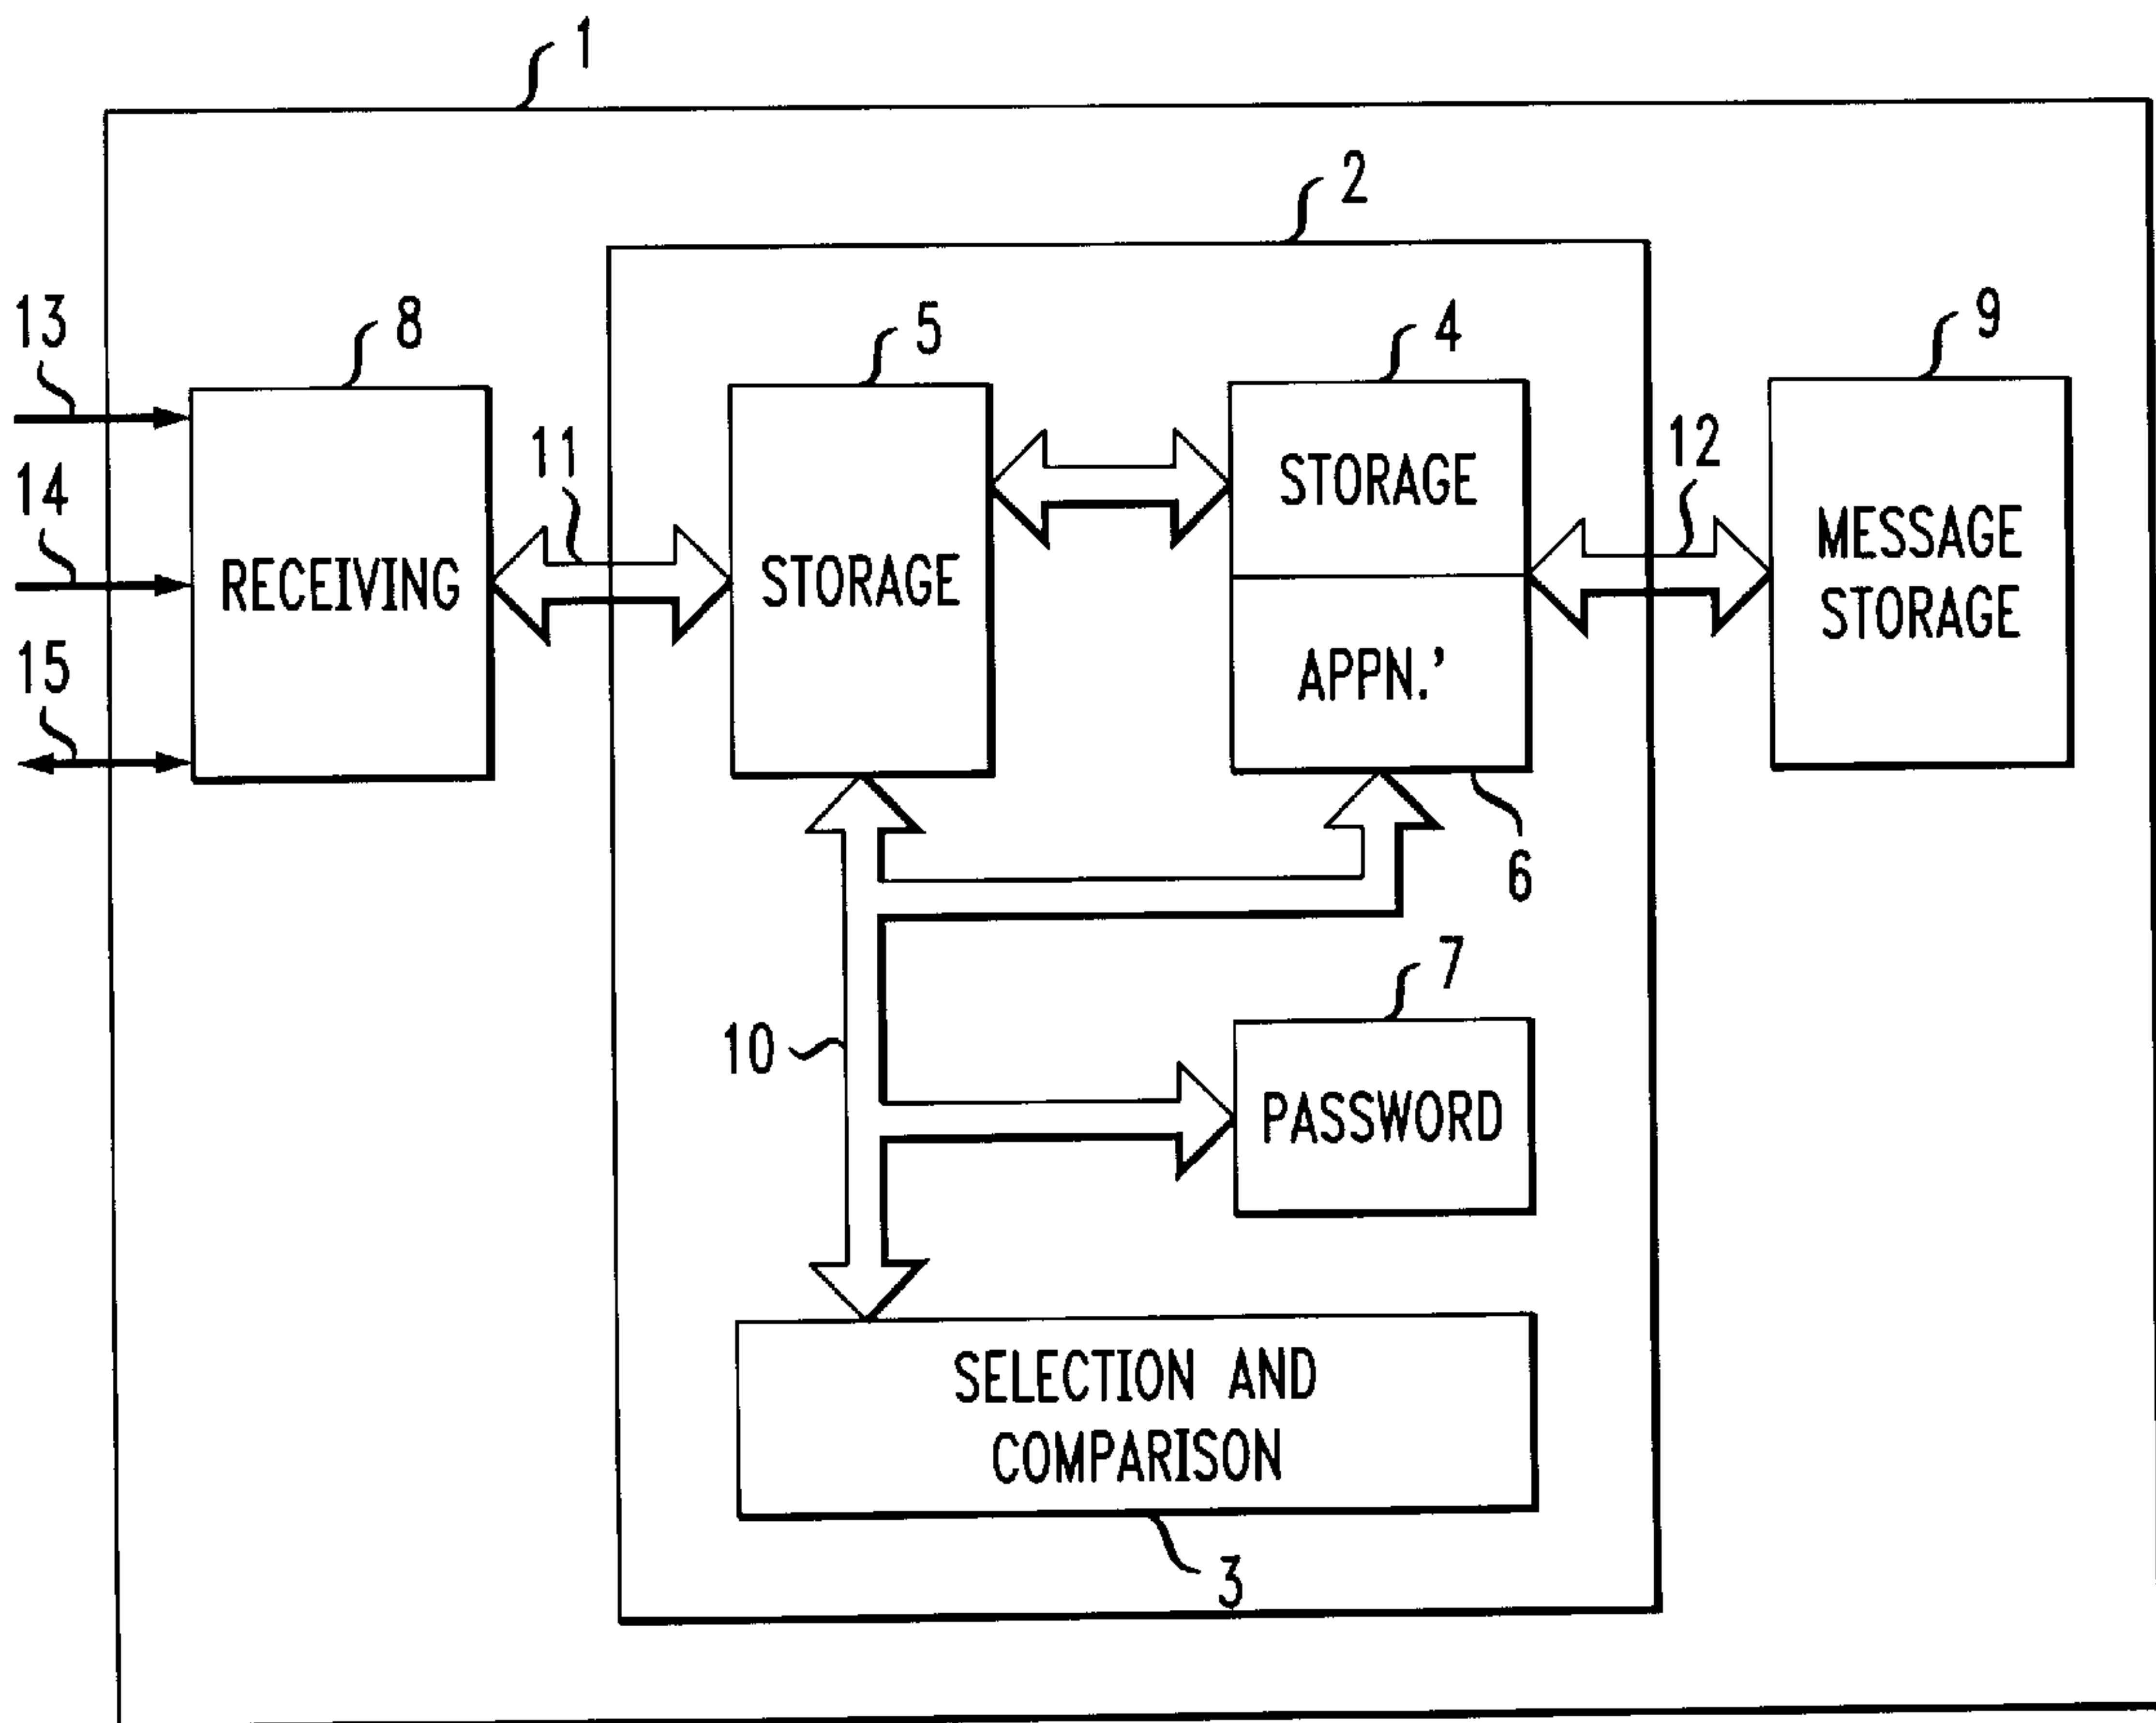 1
2
13
8
5
4
9
11
12
14
STORAGE
MESSAGE
STORAGE
RECEIVING
STORAGE
15
APPN.’
6
7
10
PASSWORD
SELECTION AND
COMPARISON
3